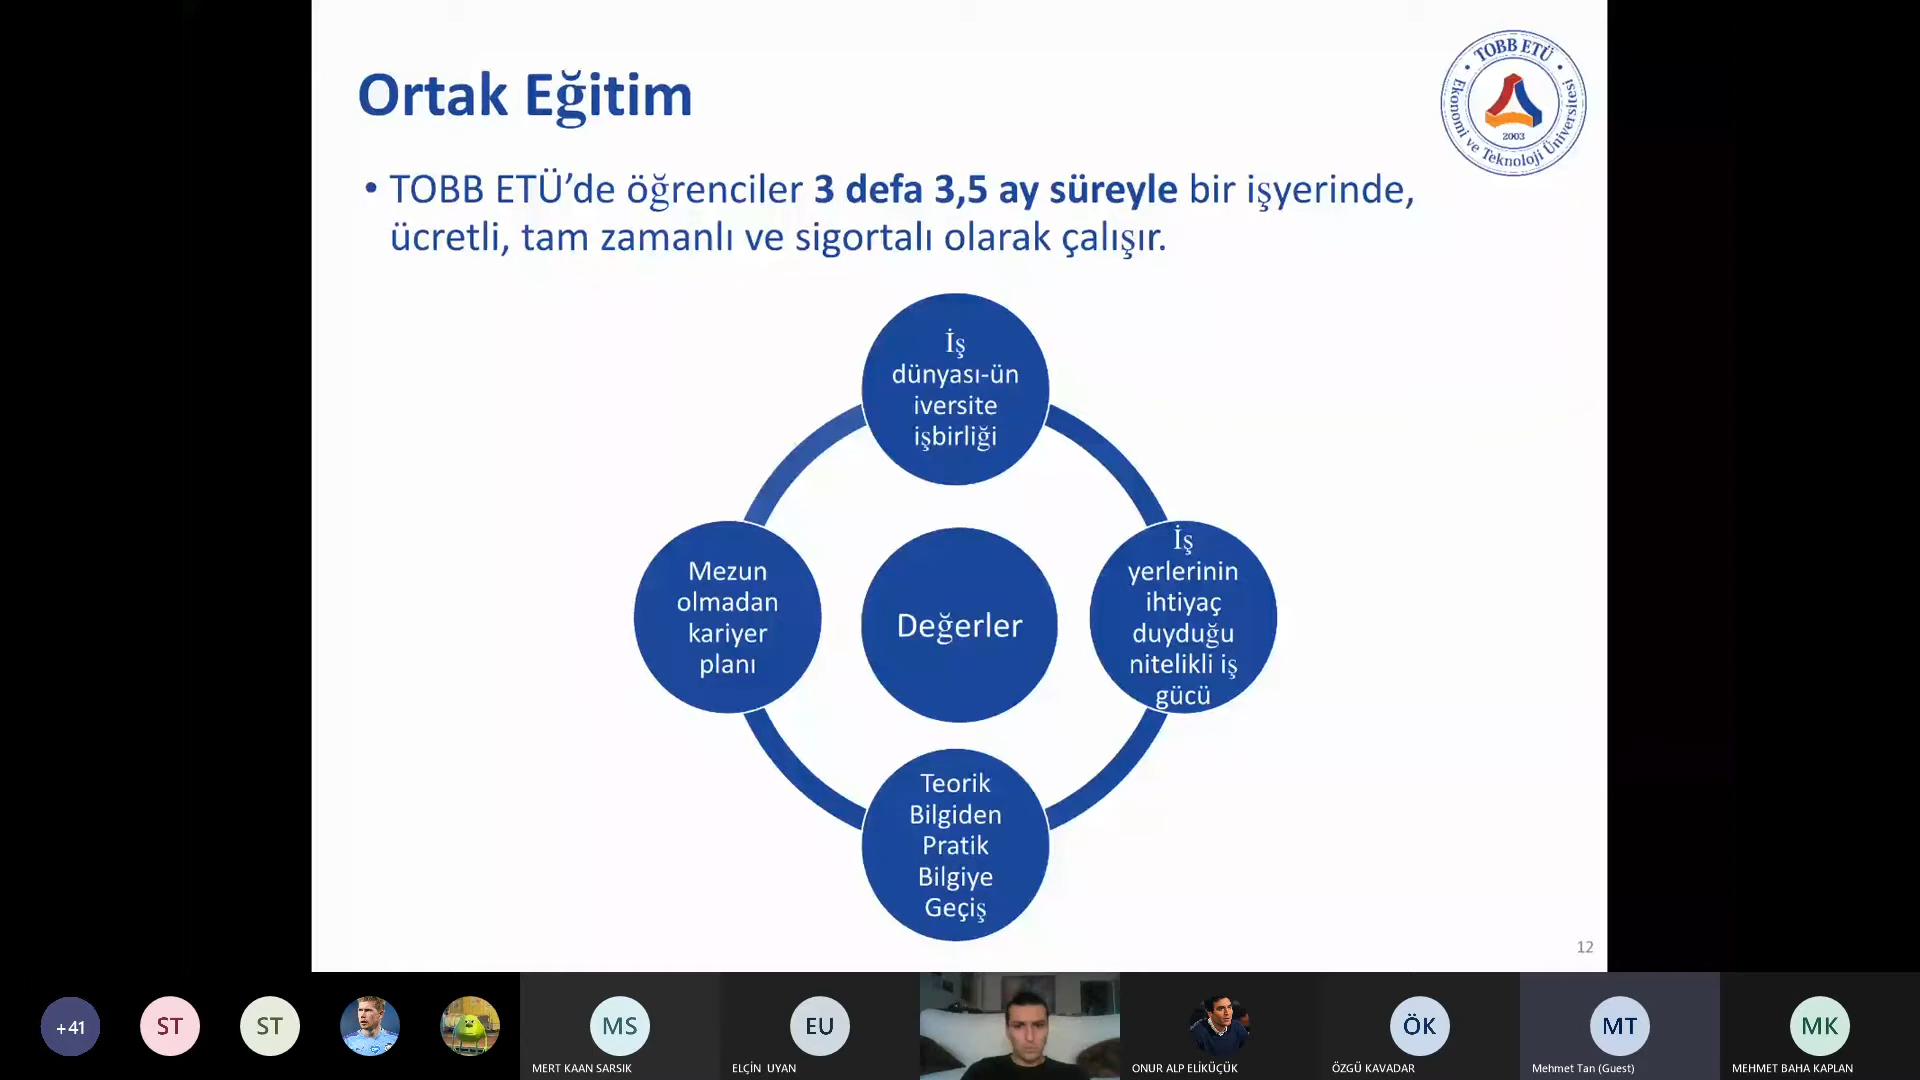 Ortak Eğitim
TOBB ETÜ
Ekonomi ve Teknoloji Üniversitesi
2003
• TOBB ETÜ’de öğrenciler 3 defa 3,5 ay süreyle bir işyerinde,
ücretli, tam zamanlı ve sigortalı olarak çalışır.
İş
dünyası-ün
iversite
işbirliği
Mezun
olmadan
kariyer
planı
Değerler
İş
yerlerinin
ihtiyaç
duyduğu
nitelikli iş
gücü
Teorik
Bilgiden
Pratik
Bilgiye
Geçiş
12
+41
ST
ST
MS
MERT KAAN SARSIK
EU
ELÇİN UYAN
ONUR ALP ELİKÜÇÜK
ÖK
ÖZGÜ KAVADAR
MT
Mehmet Tan (Guest)
MK
MEHMET BAHA KAPLAN